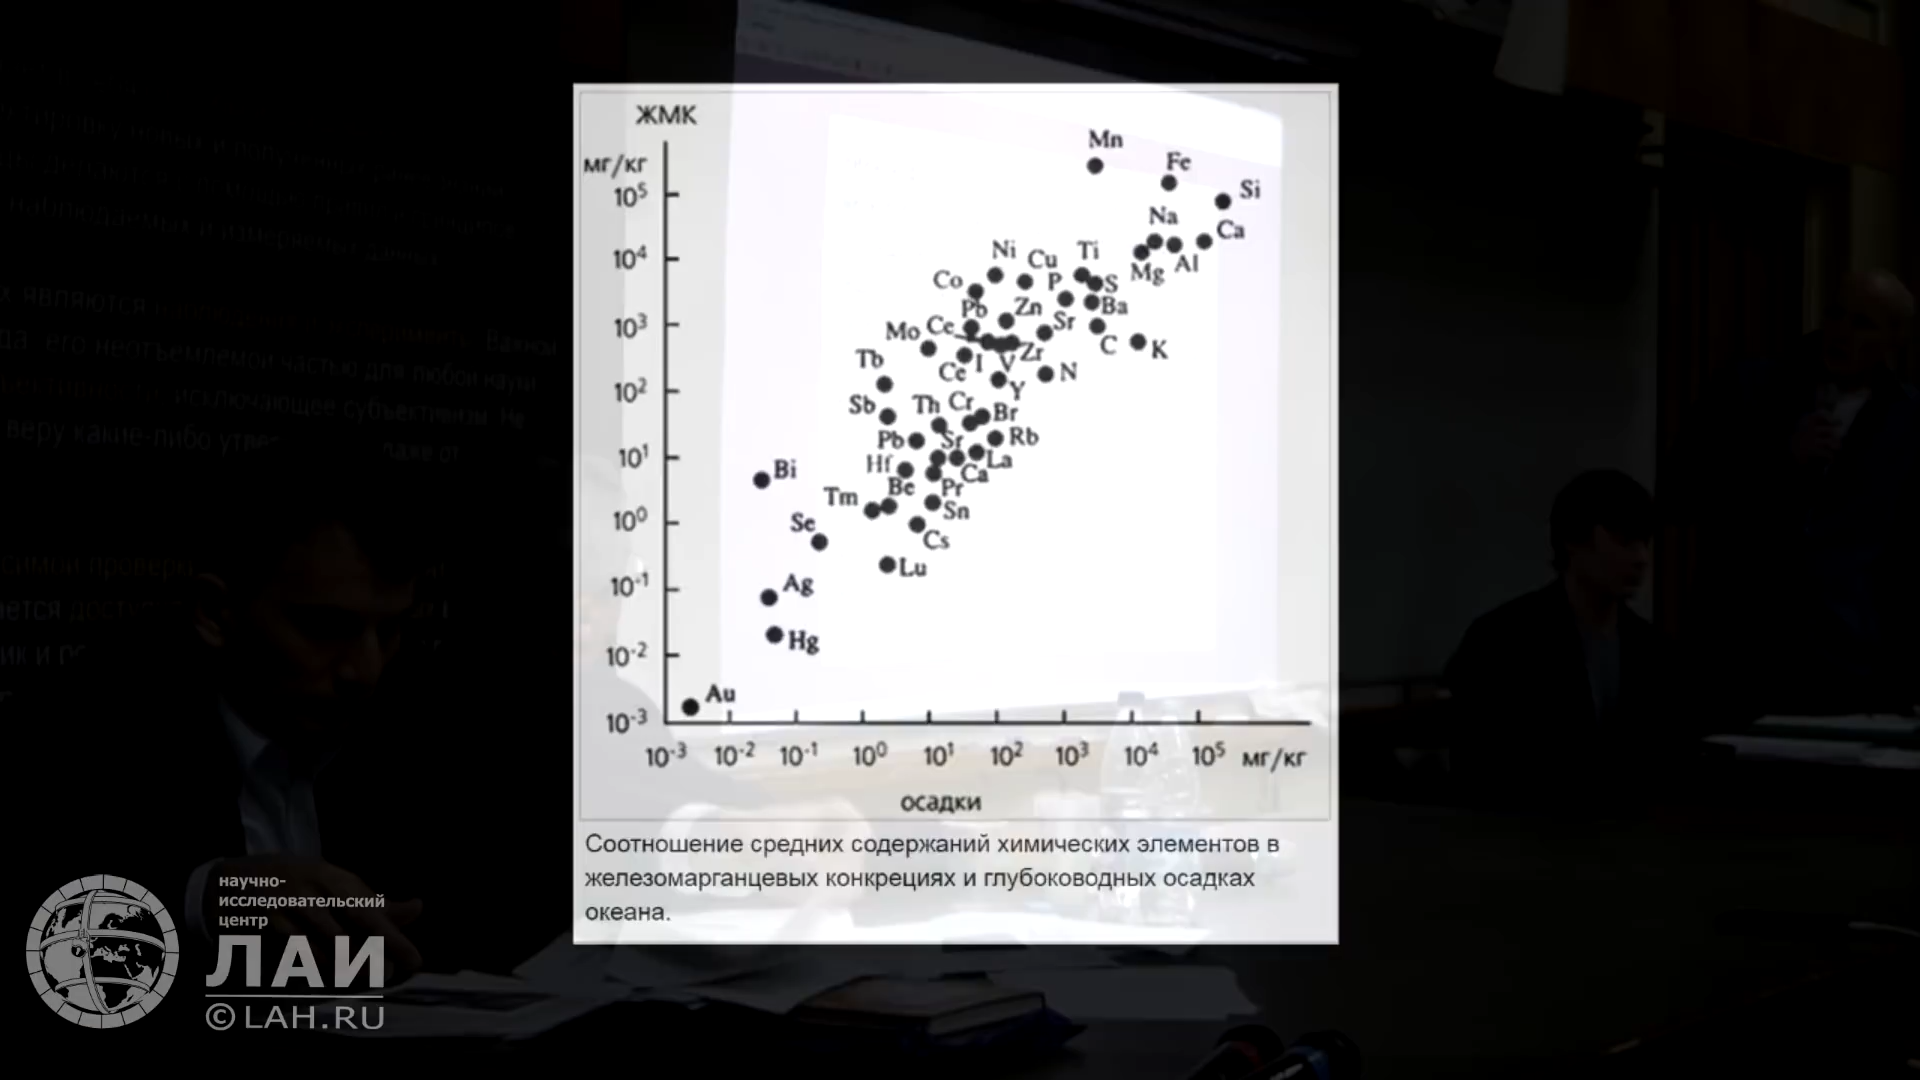 ЖМК
мг/кг
10⁵
10⁴
10³
10²
10¹
10⁰
10⁻¹
10⁻²
10⁻³
Mn
Fe
Si
Na
Ca
Ni
Cu
Ti
Mg
Al
Co
P
S
Pb
Zn
Ba
Mo
Ce
Sr
C
K
Tb
Ce
I
V
Zr
N
Y
Sb
Th
Cr
Br
Pb
Sr
Rb
Hf
La
Ca
Bi
Tm
Be
Pr
Sn
Se
Cs
Lu
Ag
Hg
Au
10⁻³ 10⁻² 10⁻¹ 10⁰ 10¹ 10² 10³ 10⁴ 10⁵ мг/кг
осадки
Соотношение средних содержаний химических элементов в
железомарганцевых конкрециях и глубоководных осадках
океана.
научно-
исследовательский
центр
ЛАИ
© LAH.RU